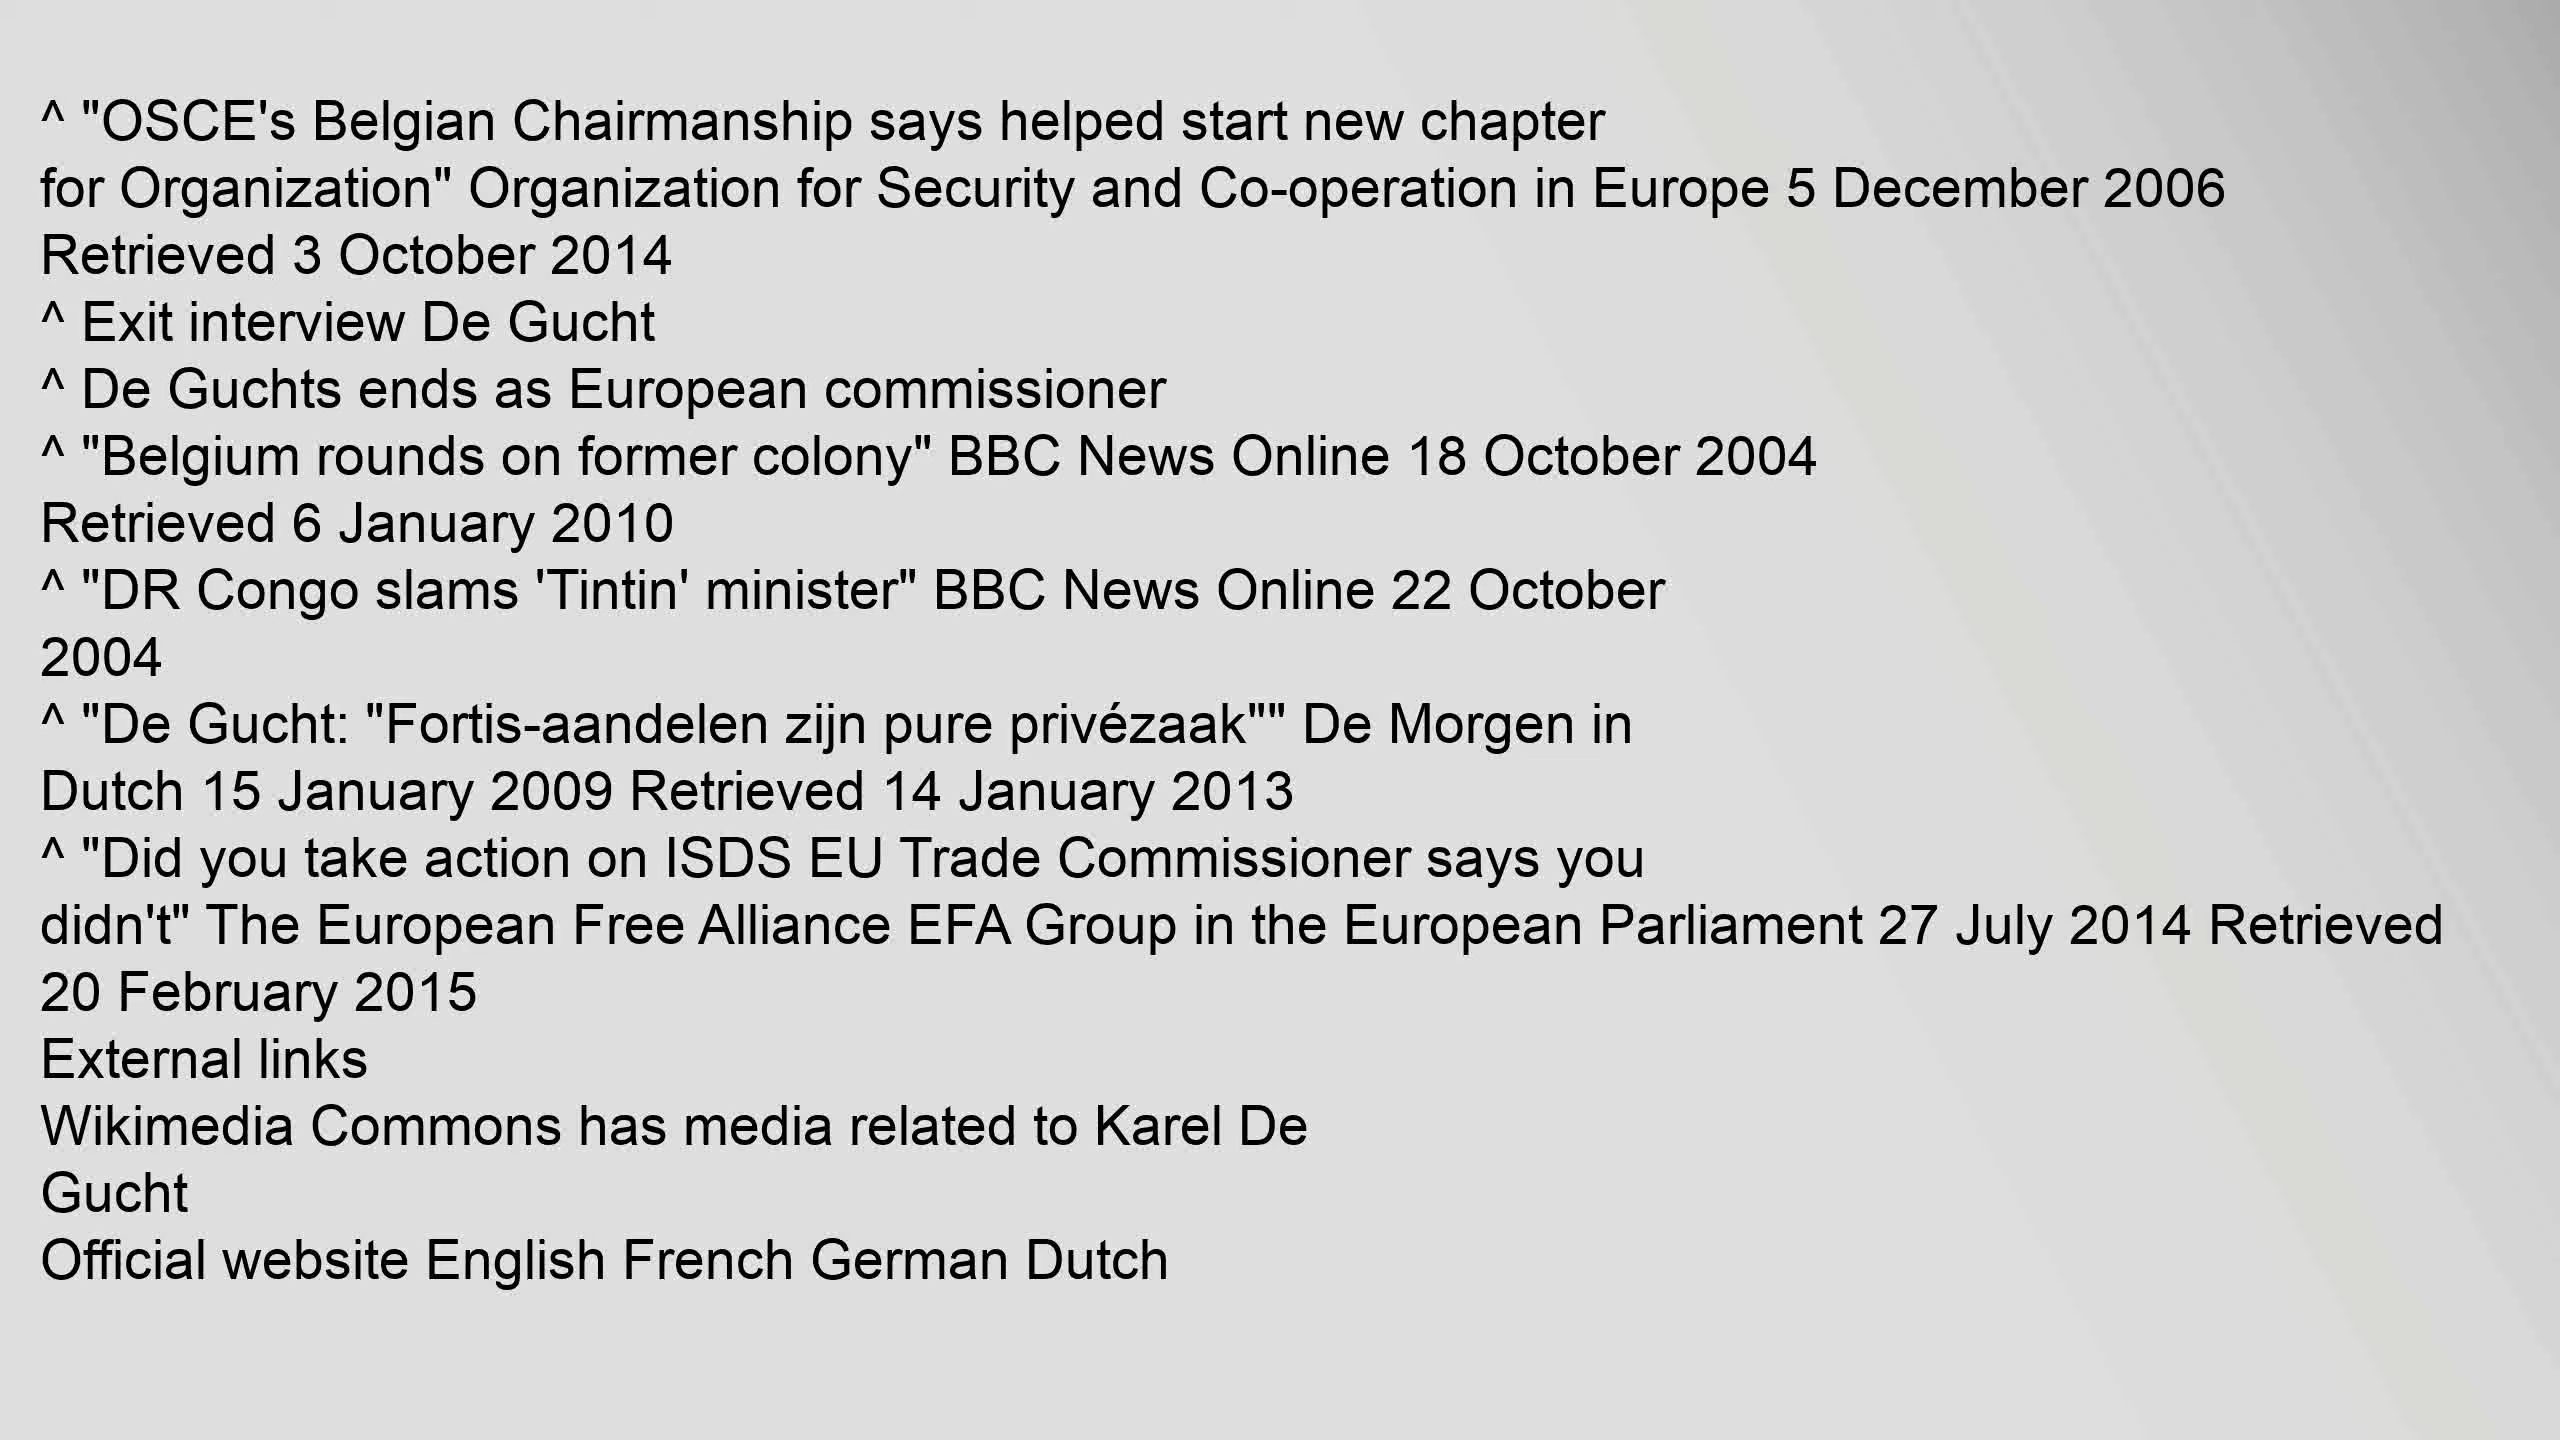 ^ "OSCE's Belgian Chairmanship says helped start new chapter
for Organization" Organization for Security and Co-operation in Europe 5 December 2006
Retrieved 3 October 2014
^ Exit interview De Gucht
^ De Guchts ends as European commissioner
^ "Belgium rounds on former colony" BBC News Online 18 October 2004
Retrieved 6 January 2010
^ "DR Congo slams 'Tintin' minister" BBC News Online 22 October
2004
^ "De Gucht: "Fortis-aandelen zijn pure privézaak"" De Morgen in
Dutch 15 January 2009 Retrieved 14 January 2013
^ "Did you take action on ISDS EU Trade Commissioner says you
didn't" The European Free Alliance EFA Group in the European Parliament 27 July 2014 Retrieved
20 February 2015
External links
Wikimedia Commons has media related to Karel De
Gucht
Official website English French German Dutch